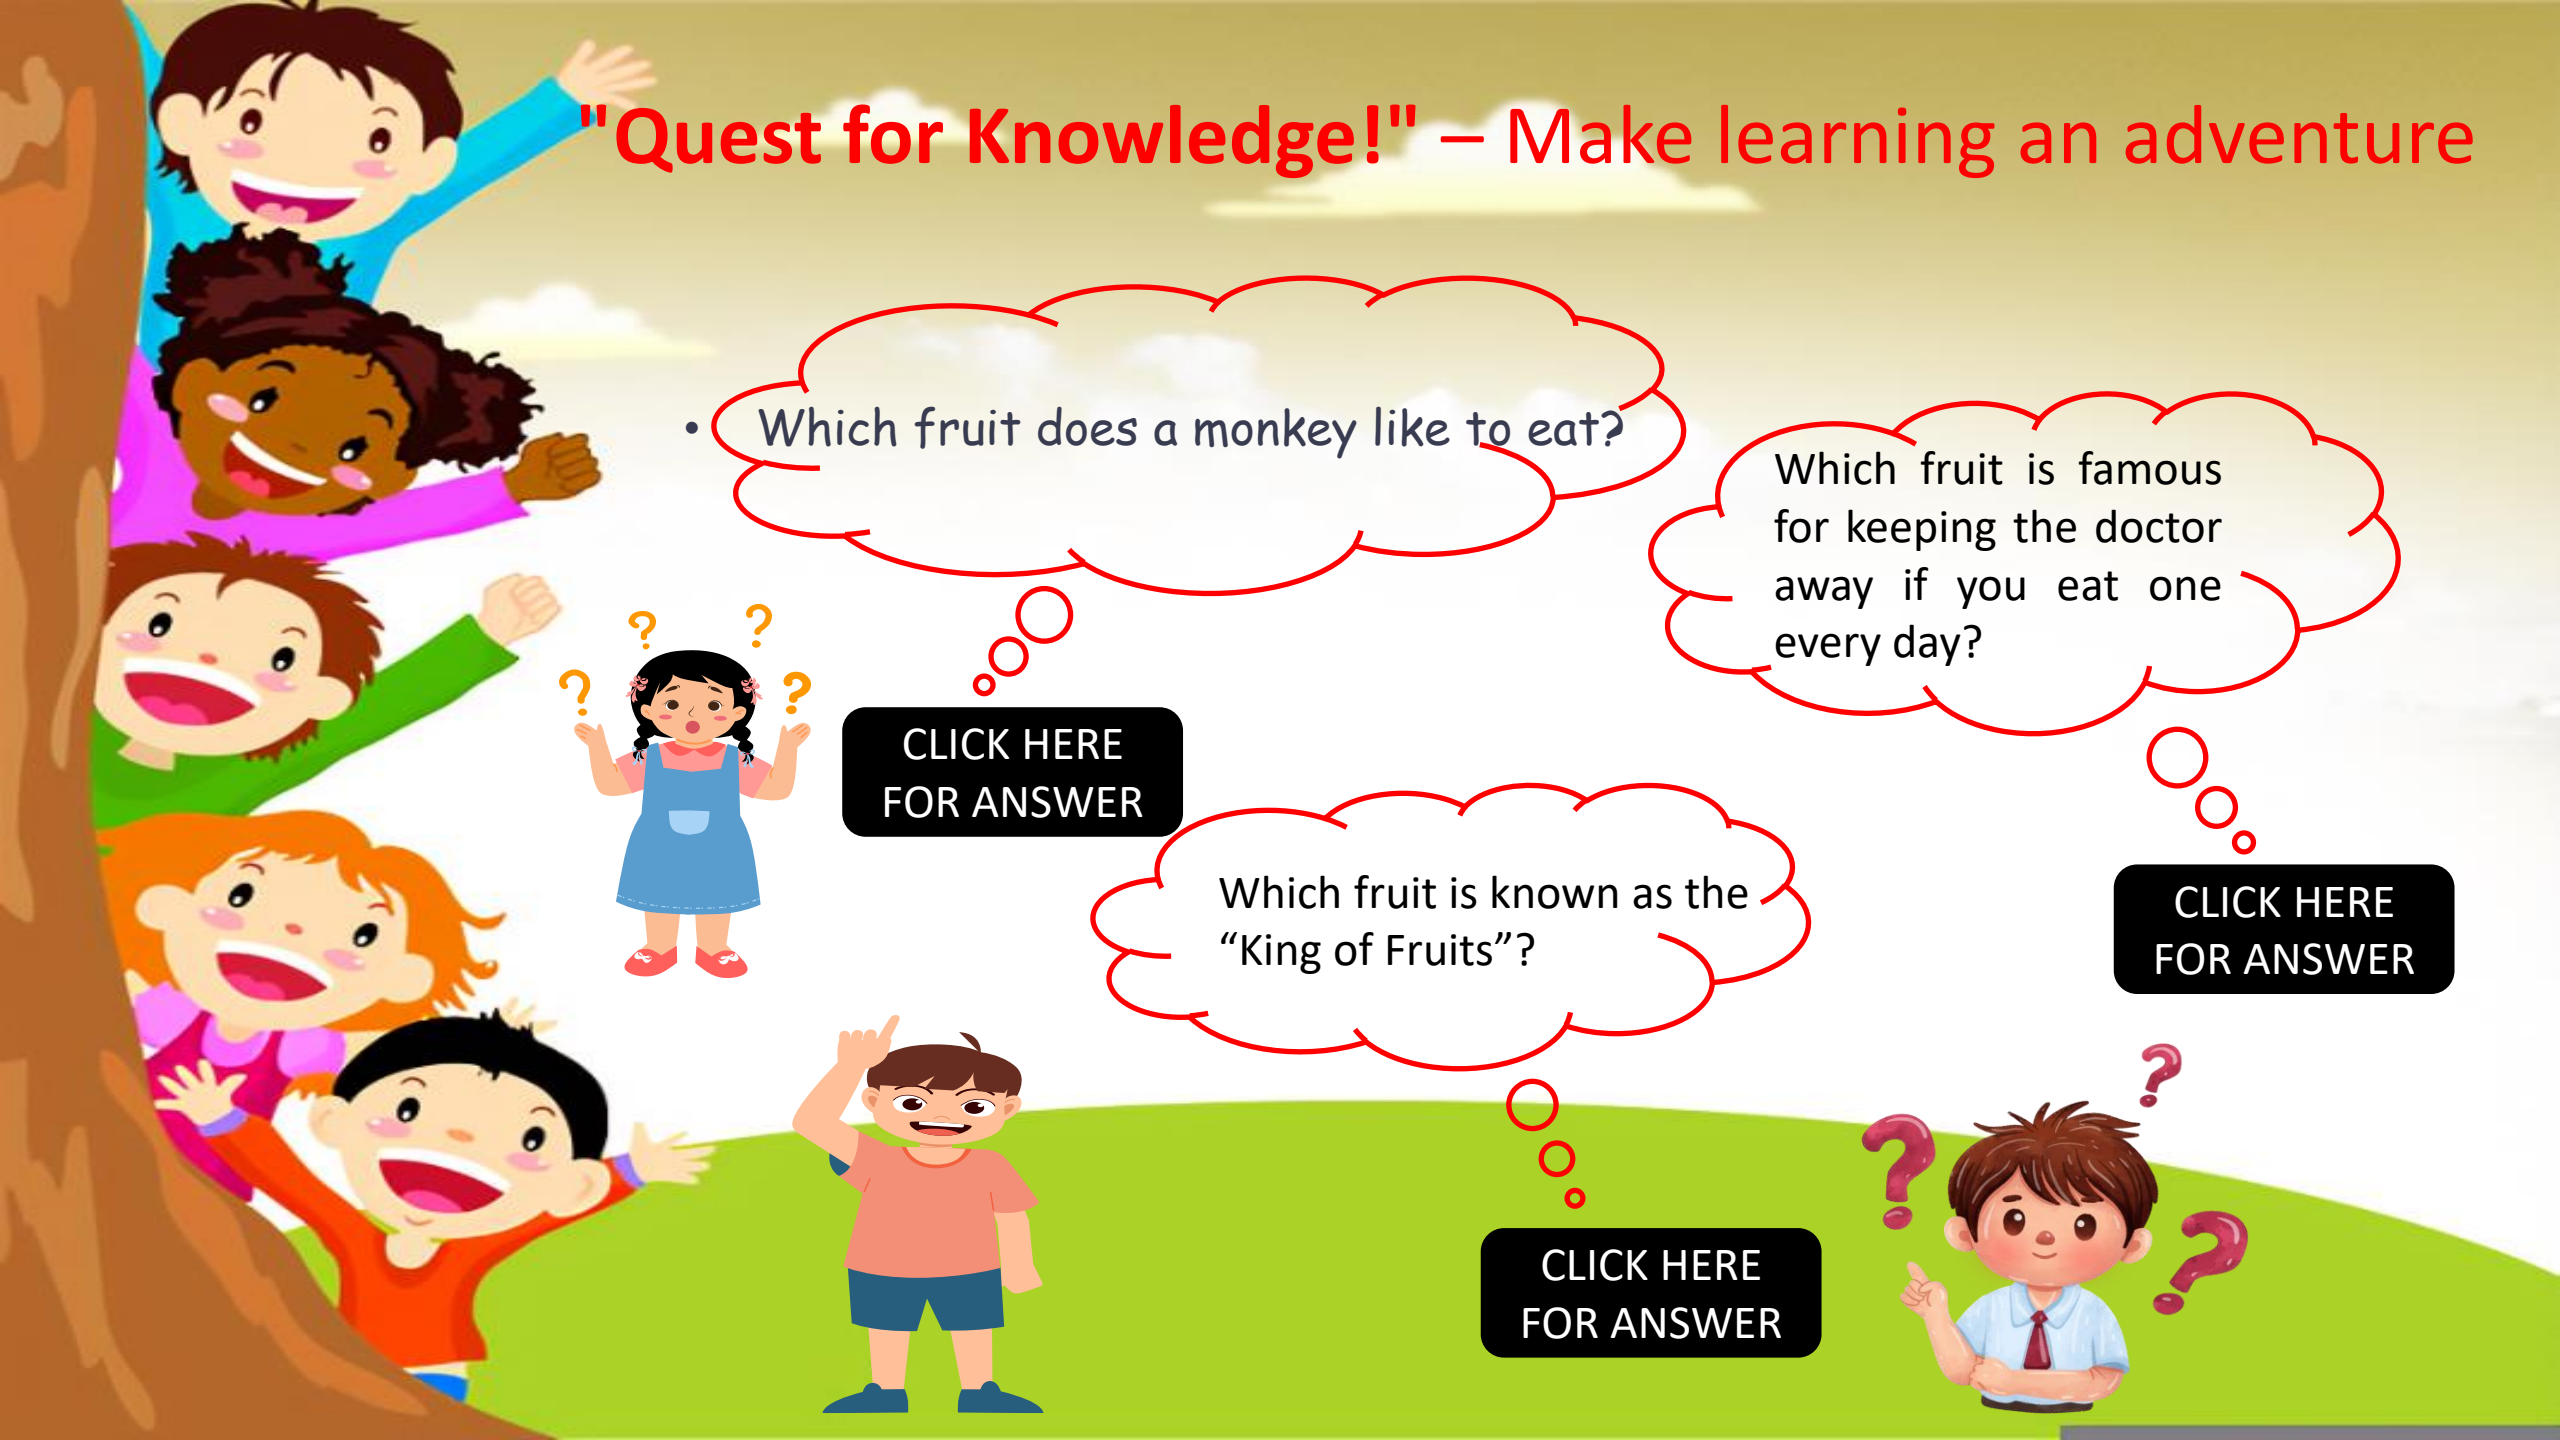 "Quest for Knowledge!" – Make learning an adventure
• Which fruit does a monkey like to eat?
CLICK HERE
FOR ANSWER
Which fruit is famous
for keeping the doctor
away if you eat one
every day?
CLICK HERE
FOR ANSWER
Which fruit is known as the
“King of Fruits”?
CLICK HERE
FOR ANSWER
? ? ? ?
? ? ?